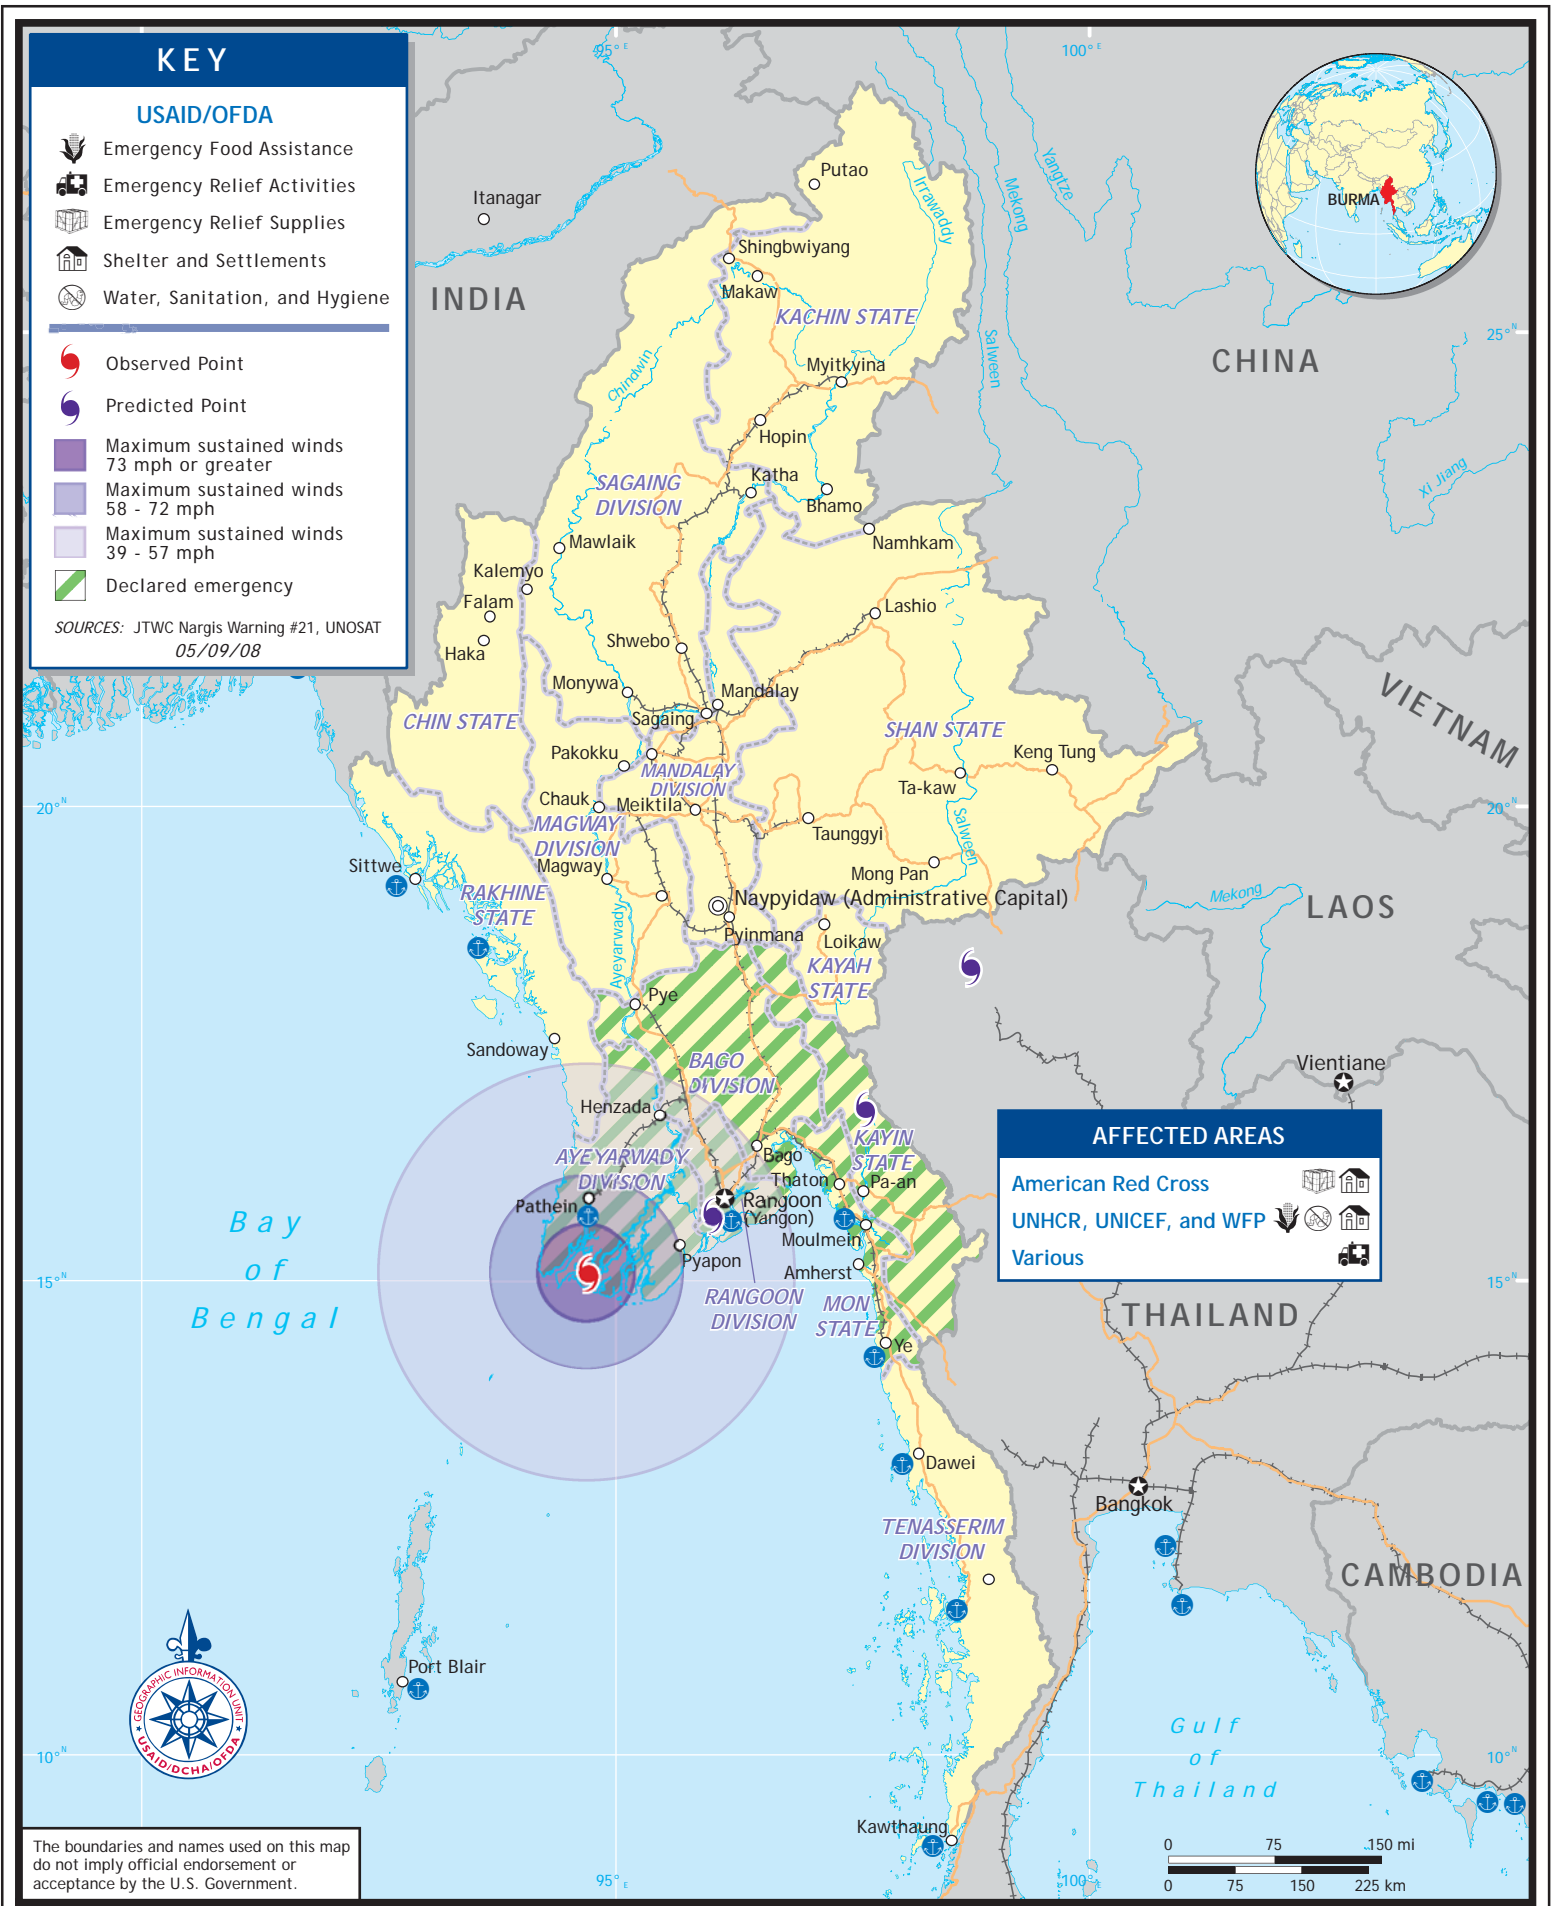 KEY
USAID/OFDA
Emergency Food Assistance
Emergency Relief Activities
Emergency Relief Supplies
Shelter and Settlements
Water, Sanitation, and Hygiene
Observed Point
Predicted Point
Maximum sustained winds
73 mph or greater
Maximum sustained winds
58 - 72 mph
Maximum sustained winds
39 - 57 mph
Declared emergency
SOURCES: JTWC Nargis Warning #21, UNOSAT
05/09/08
95° E
100° E
BURMA
Putao
Itanagar
Irrawaddy
Salween
Mekong
Yangtze
Shingbwiyang
Makaw
INDIA
KACHIN STATE
25° N
CHINA
Chindwin
Myitkyina
Salween
Hopin
SAGAING
DIVISION
Katha
Bhamo
Xi Jiang
Mawlaik
Namhkam
Kalemyo
Falam
Lashio
Haka
Shwebo
Monywa
Mandalay
Sagaing
CHIN STATE
SHAN STATE
VIETNAM
Keng Tung
Pakokku
MANDALAY
DIVISION
Ta-kaw
20° N
Chauk
Meiktila
20° N
MAGWAY
DIVISION
Taunggyi
Salween
Sittwe
Magway
Mong Pan
RAKHINE
STATE
Naypyidaw (Administrative Capital)
Mekong
LAOS
Ayeyarwady
Pyinmana
Loikaw
KAYAH
STATE
Pye
Sandoway
BAGO
DIVISION
Vientiane
Henzada
KAYIN
STATE
AYEYARWADY
DIVISION
Bago
Thaton
Pa-an
Pathein
Rangoon
(Yangon)
Moulmein
Pyapon
Amherst
RANGOON
DIVISION
MON
STATE
Ye
AFFECTED AREAS
American Red Cross
UNHCR, UNICEF, and WFP
Various
Bay
of
Bengal
15° N
15° N
THAILAND
Dawei
Bangkok
TENASSERIM
DIVISION
CAMBODIA
Port Blair
GEOGRAPHIC INFORMATION UNIT
USAID/DCHA/OFDA
Gulf
of
Thailand
10° N
10° N
Kawthaung
0 75 150 mi
0 75 150 225 km
95° E
100° E
The boundaries and names used on this map
do not imply official endorsement or
acceptance by the U.S. Government.